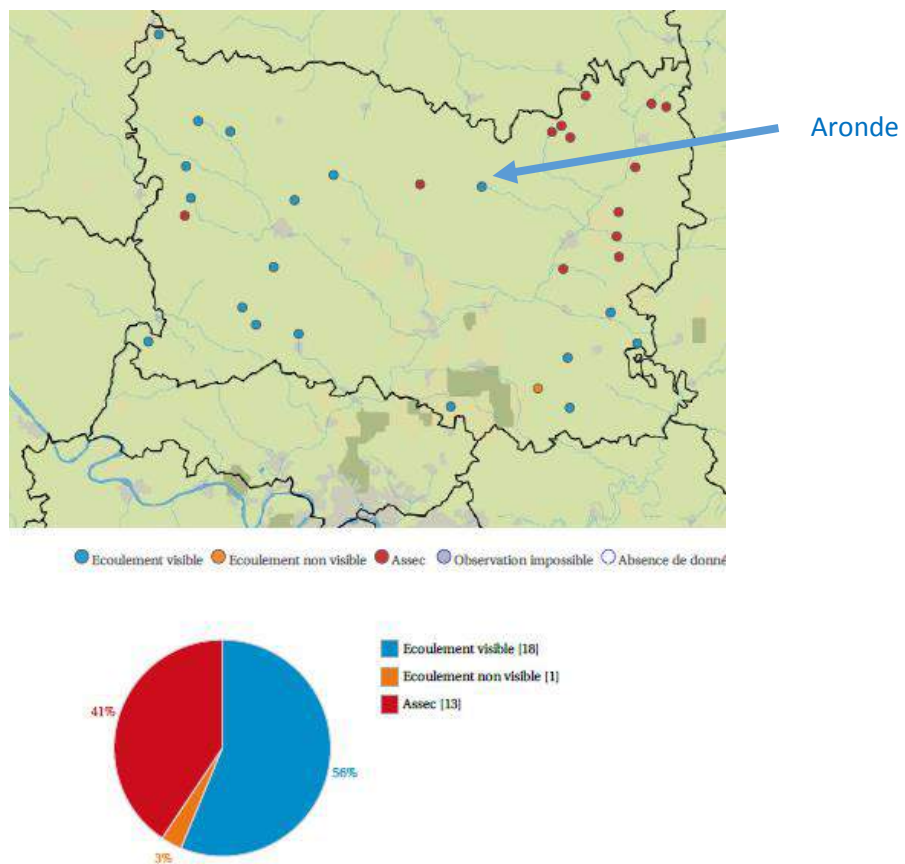 Aronde
Ecoulement visible Ecoulement non visible Assec Observation impossible Absence de donné
Ecoulement visible [18]
Ecoulement non visible [1]
Assec [13]
41%
56%
3%